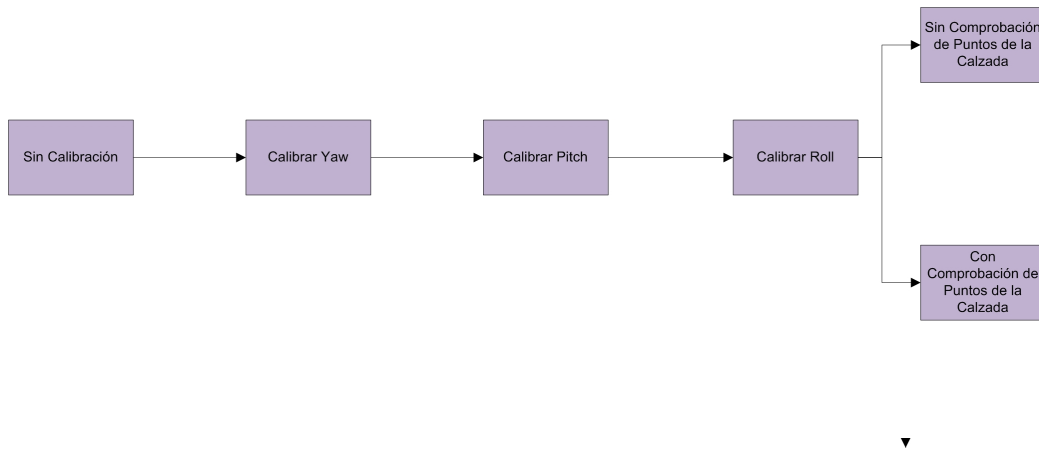 Sin Calibración
Calibrar Yaw
Calibrar Pitch
Calibrar Roll
Sin Comprobación
de Puntos de la
Calzada
Con
Comprobación de
Puntos de la
Calzada